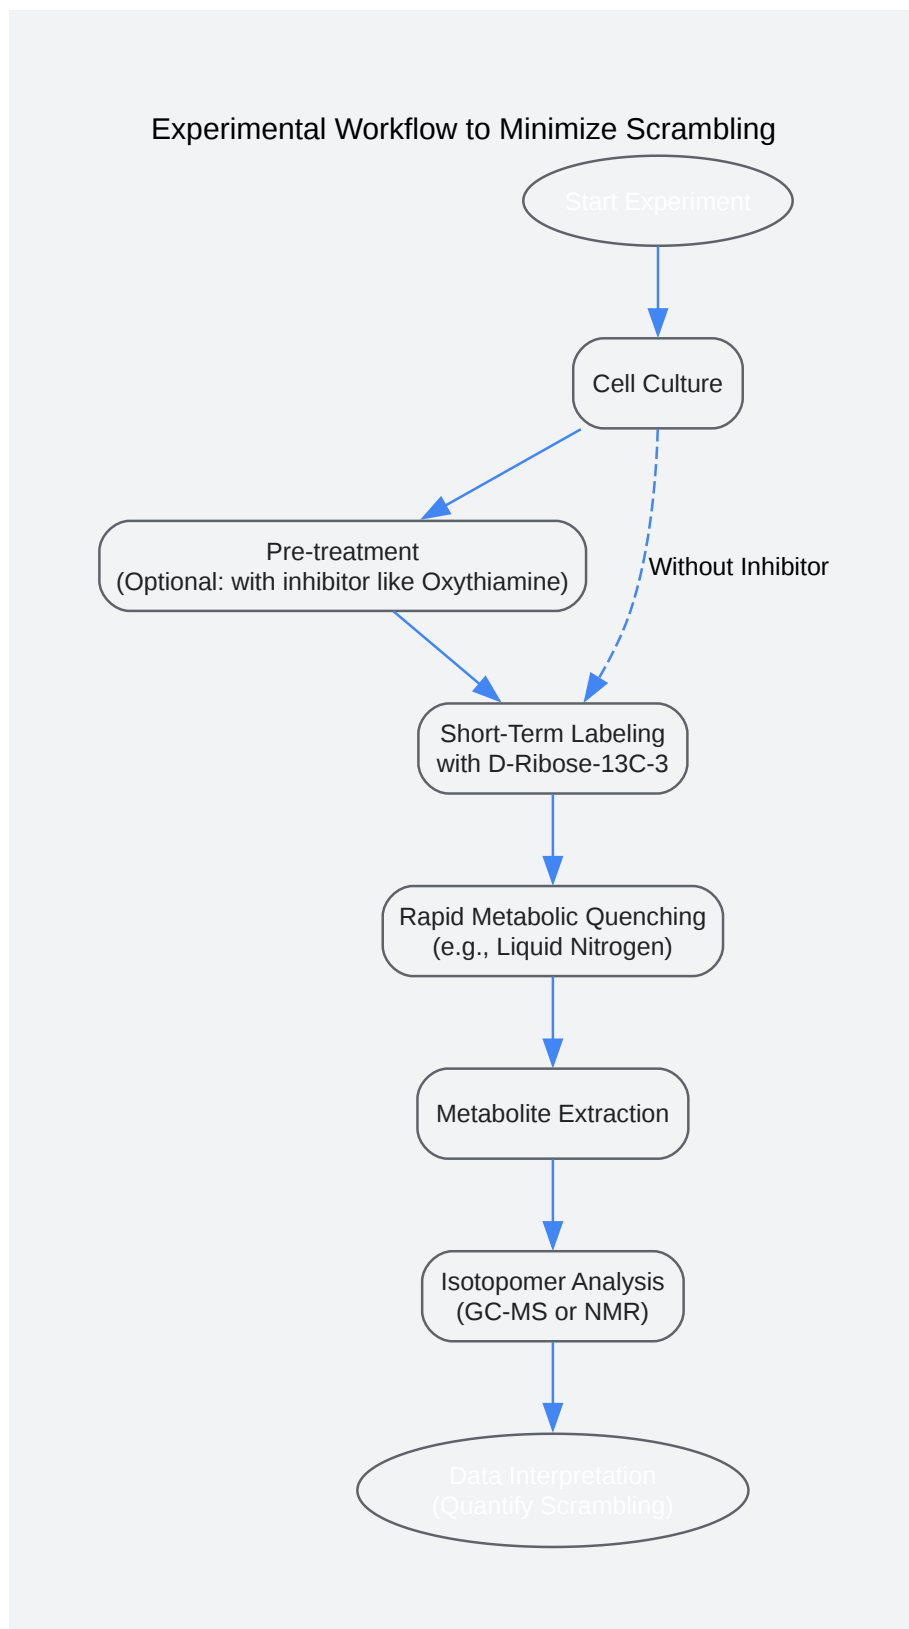 Experimental Workflow to Minimize Scrambling
Start Experiment
Cell Culture
Pre-treatment
(Optional: with inhibitor like Oxythiamine)
Without Inhibitor
Short-Term Labeling
with D-Ribose-13C-3
Rapid Metabolic Quenching
(e.g., Liquid Nitrogen)
Metabolite Extraction
Isotopomer Analysis
(GC-MS or NMR)
Data Interpretation
(Quantify Scrambling)